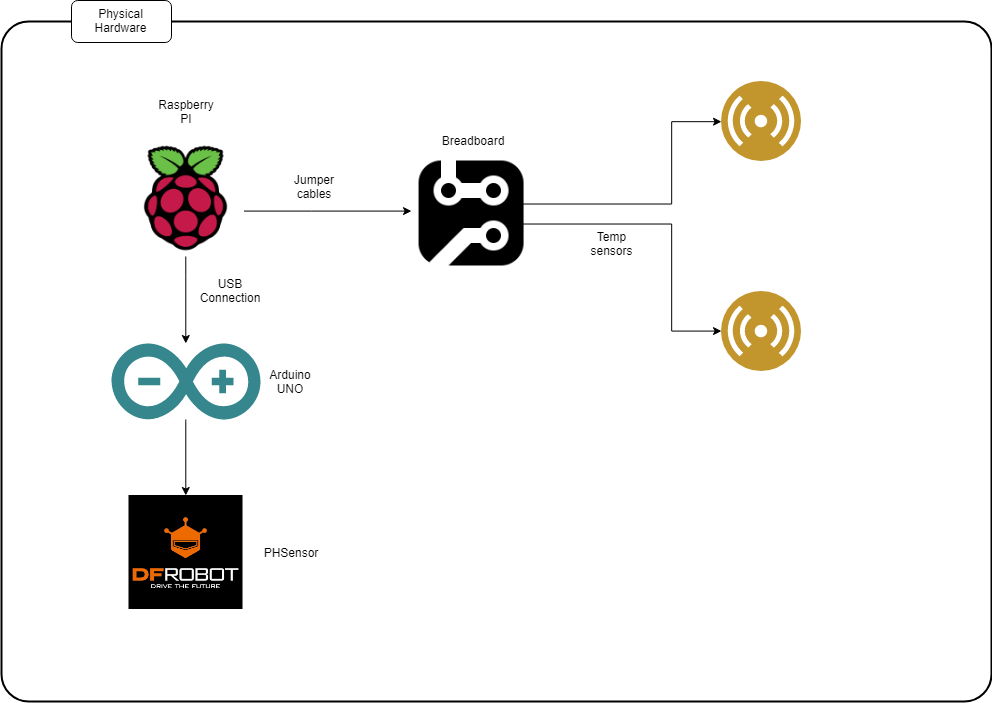 Physical
Hardware
Raspberry
PI
Breadboard
Jumper
cables
Temp
sensors
USB
Connection
Arduino
UNO
PHSensor
DFROBOT
DRIVE THE FUTURE